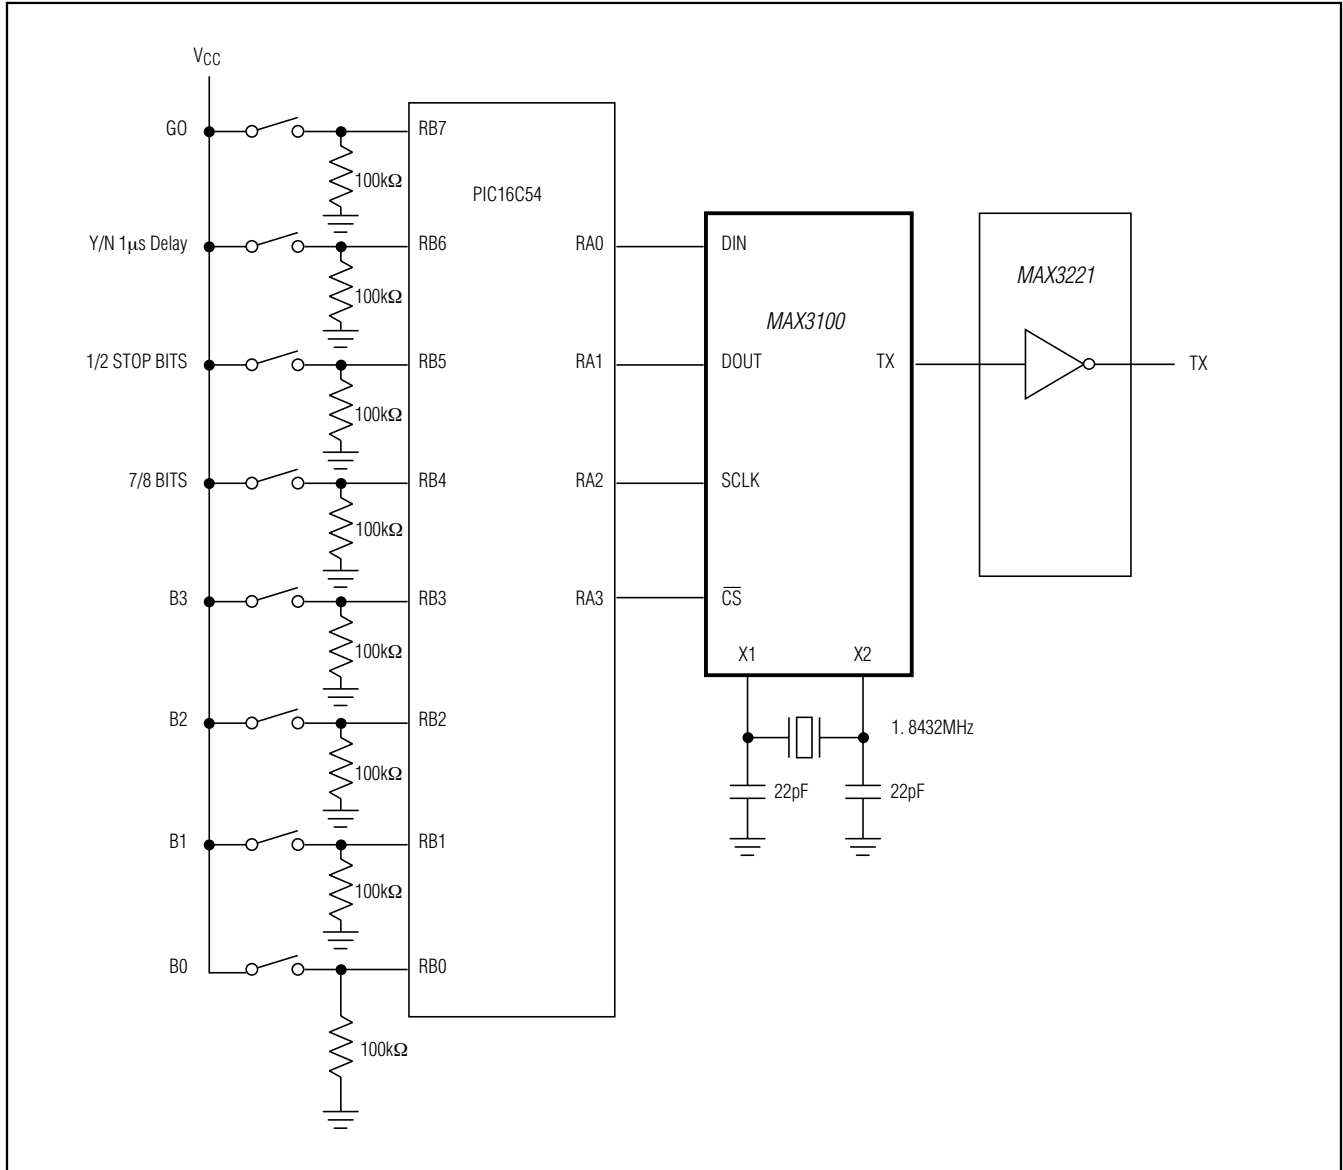 VCC
GO
RB7
100kΩ
PIC16C54
Y/N 1μs Delay
RB6
RA0
DIN
100kΩ
MAX3100
MAX3221
1/2 STOP BITS
RB5
RA1
DOUT
TX
TX
100kΩ
7/8 BITS
RB4
RA2
SCLK
100kΩ
B3
RB3
RA3
CS
100kΩ
X1
X2
B2
RB2
1. 8432MHz
100kΩ
22pF
22pF
B1
RB1
100kΩ
B0
RB0
100kΩ